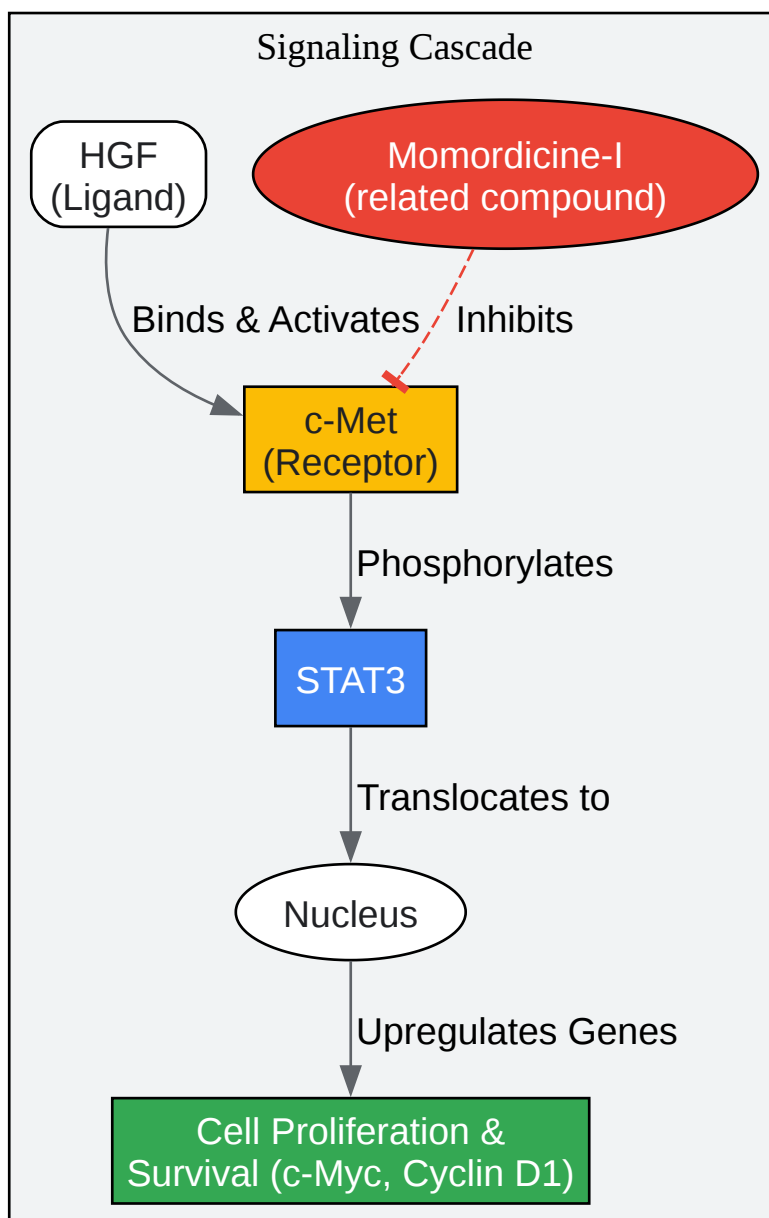 Signaling Cascade
HGF
(Ligand)
Momordicine-I
(related compound)
Binds & Activates
Inhibits
c-Met
(Receptor)
Phosphorylates
STAT3
Translocates to
Nucleus
Upregulates Genes
Cell Proliferation &
Survival (c-Myc, Cyclin D1)